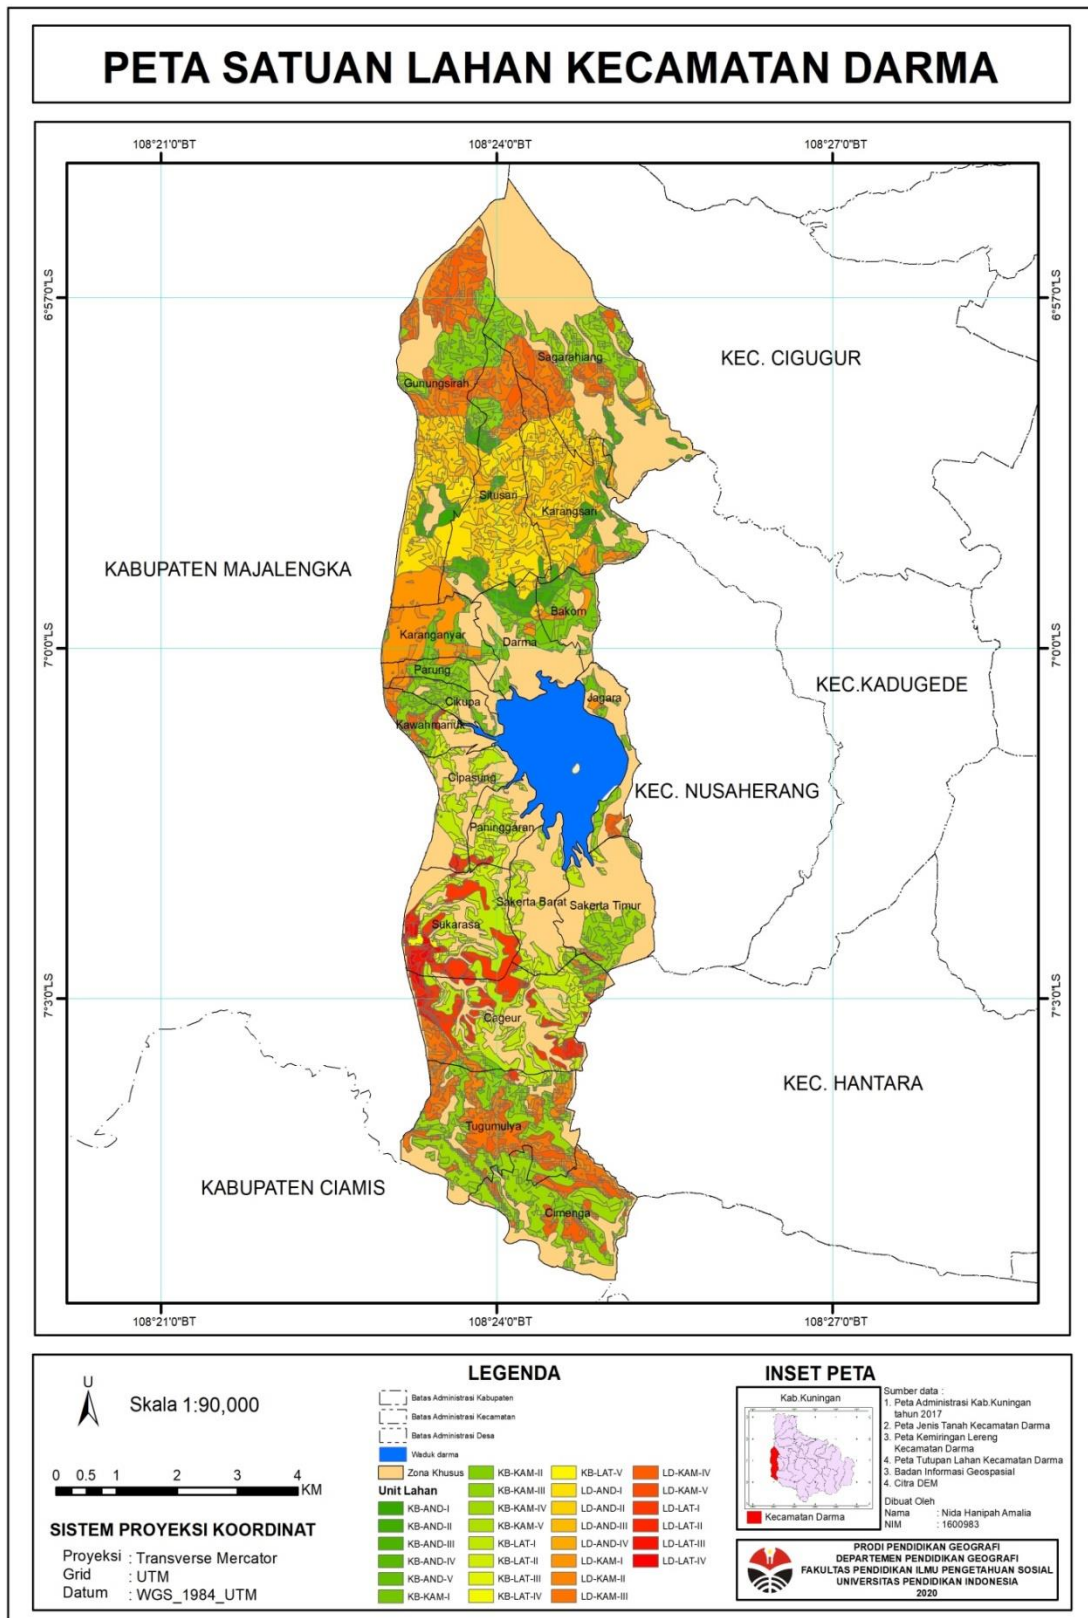 PETA SATUAN LAHAN KECAMATAN DARMA
108°21'0"BT
108°24'0"BT
108°27'0"BT
6°57'0"LS
6°57'0"LS
KEC. CIGUGUR
Sagarahiang
Gunungsirah
Situsari
Karangsari
KABUPATEN MAJALENGKA
Bakom
Karanganyar
Darma
7°0'0"LS
7°0'0"LS
Parung
KEC.KADUGEDE
Cikupa
Jagara
Kawahmanuk
Cipasung
KEC. NUSAHERANG
Paninggaran
Sakerta Barat
Sakerta Timur
Sukarasa
7°3'0"LS
7°3'0"LS
Cageur
KEC. HANTARA
Tugumulya
KABUPATEN CIAMIS
Cimenga
108°21'0"BT
108°24'0"BT
108°27'0"BT
U
Skala 1:90,000
0 0.5 1 2 3 4
KM
SISTEM PROYEKSI KOORDINAT
Proyeksi : Transverse Mercator
Grid : UTM
Datum : WGS_1984_UTM
LEGENDA
Batas Administrasi Kabupaten
Batas Administrasi Kecamatan
Batas Administrasi Desa
Waduk darma
Zona Khusus
Unit Lahan
KB-AND-I
KB-AND-II
KB-AND-III
KB-AND-IV
KB-AND-V
KB-KAM-I
KB-KAM-II
KB-KAM-III
KB-KAM-IV
KB-KAM-V
KB-LAT-I
KB-LAT-II
KB-LAT-III
KB-LAT-IV
KB-LAT-V
LD-AND-I
LD-AND-II
LD-AND-III
LD-AND-IV
LD-KAM-I
LD-KAM-II
LD-KAM-III
LD-KAM-IV
LD-KAM-V
LD-LAT-I
LD-LAT-II
LD-LAT-III
LD-LAT-IV
INSET PETA
Kab.Kuningan
Kecamatan Darma
Sumber data :
1. Peta Administrasi Kab.Kuningan
tahun 2017
2. Peta Jenis Tanah Kecamatan Darma
3. Peta Kemiringan Lereng
Kecamatan Darma
4. Peta Tutupan Lahan Kecamatan Darma
3. Badan Informasi Geospasial
4. Citra DEM
Dibuat Oleh
Nama : Nida Hanipah Amalia
NIM : 1600983
PRODI PENDIDIKAN GEOGRAFI
DEPARTEMEN PENDIDIKAN GEOGRAFI
FAKULTAS PENDIDIKAN ILMU PENGETAHUAN SOSIAL
UNIVERSITAS PENDIDIKAN INDONESIA
2020